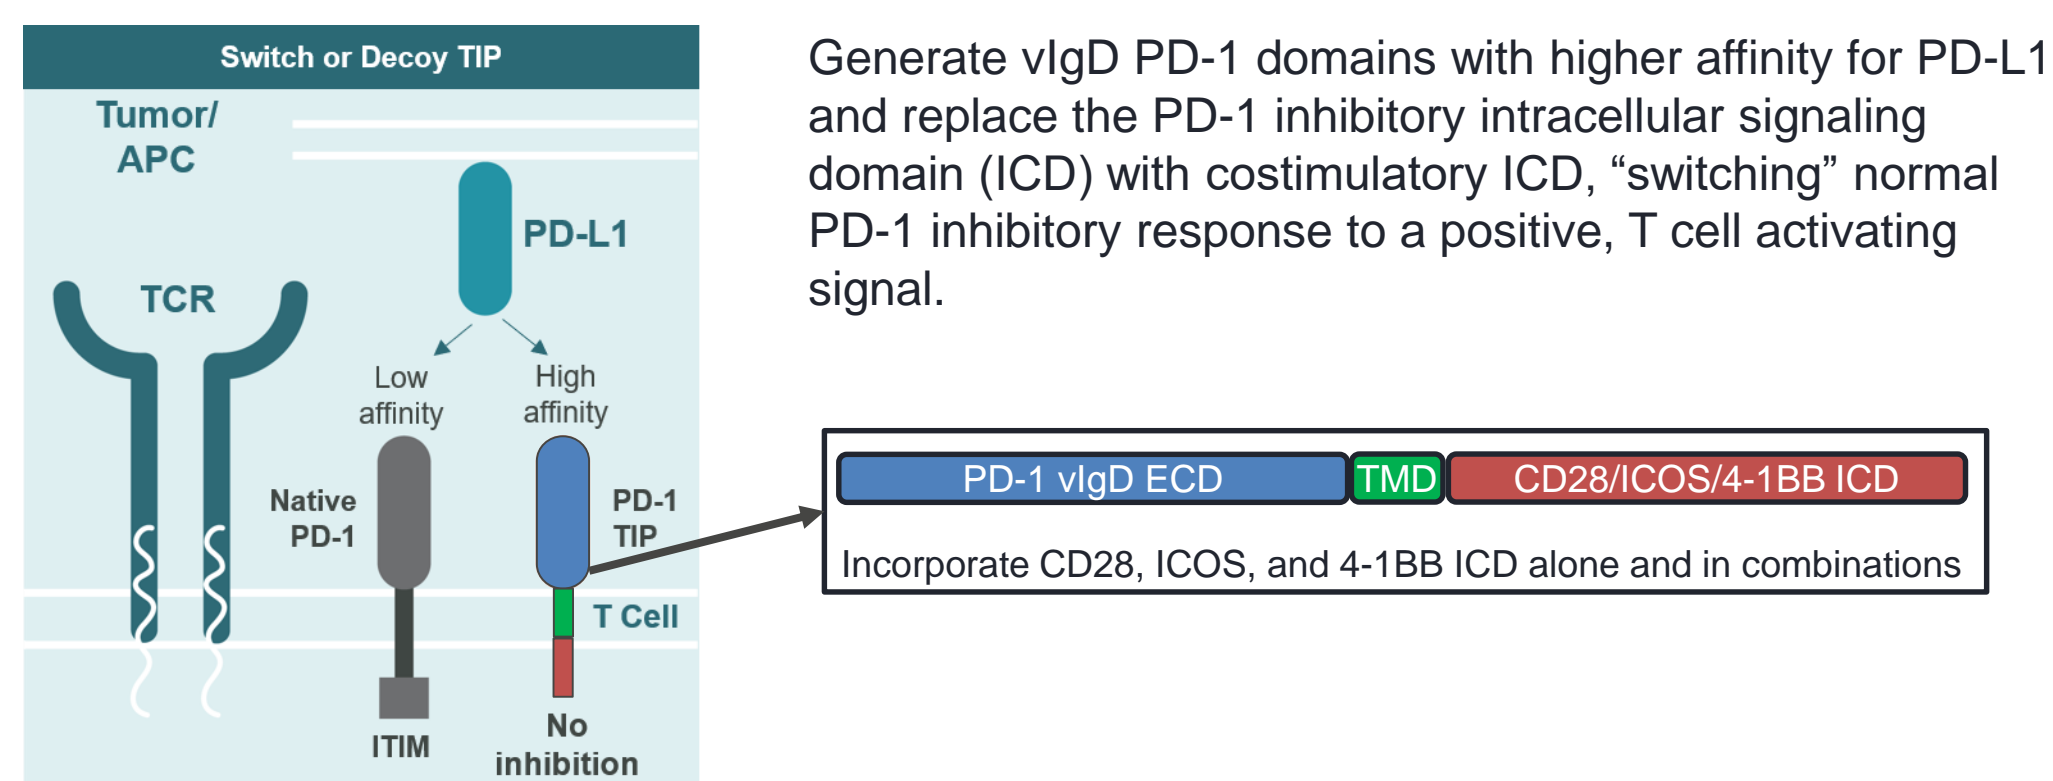 Switch or Decoy TIP
Tumor/
APC
PD-L1
TCR
Low
affinity
High
affinity
Native
PD-1
PD-1
TIP
T Cell
ITIM
No
inhibition
Generate vIgD PD-1 domains with higher affinity for PD-L1
and replace the PD-1 inhibitory intracellular signaling
domain (ICD) with costimulatory ICD, “switching” normal
PD-1 inhibitory response to a positive, T cell activating
signal.
PD-1 vIgD ECD TMD CD28/ICOS/4-1BB ICD
Incorporate CD28, ICOS, and 4-1BB ICD alone and in combinations